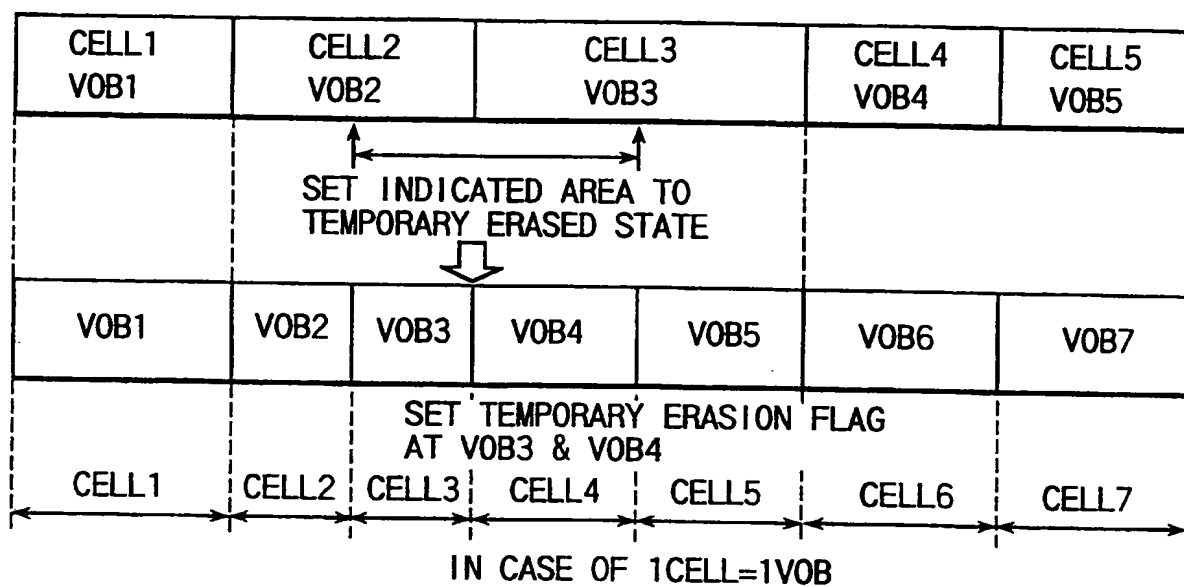 CELL1 CELL2 CELL3 CELL4 CELL5
VOB1 VOB2 VOB3 VOB4 VOB5
SET INDICATED AREA TO
TEMPORARY ERASED STATE
VOB1 VOB2 VOB3 VOB4 VOB5 VOB6 VOB7
SET TEMPORARY ERASION FLAG
AT VOB3 & VOB4
CELL1 CELL2 CELL3 CELL4 CELL5 CELL6 CELL7
IN CASE OF 1CELL=1VOB